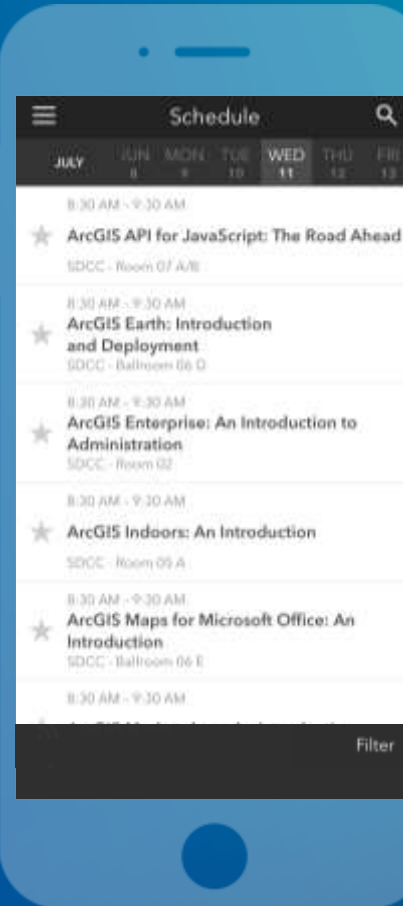 Schedule
JULY SUN MON TUE WED THU FRI
8 9 10 11 12 13
8:30 AM - 9:30 AM
ArcGIS API for JavaScript: The Road Ahead
SDCC - Room 07 A/B
8:30 AM - 9:30 AM
ArcGIS Earth: Introduction
and Deployment
SDCC - Ballroom 06 D
8:30 AM - 9:30 AM
ArcGIS Enterprise: An Introduction to
Administration
SDCC - Room 02
8:30 AM - 9:30 AM
ArcGIS Indoors: An Introduction
SDCC - Room 05 A
8:30 AM - 9:30 AM
ArcGIS Maps for Microsoft Office: An
Introduction
SDCC - Ballroom 06 E
8:30 AM - 9:30 AM
Filter